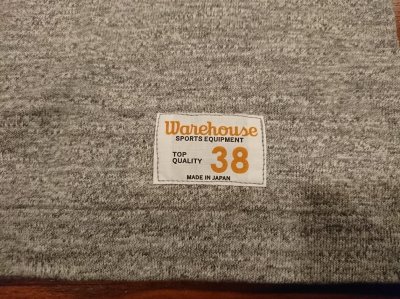 Warehouse
SPORTS EQUIPMENT
TOP
QUALITY
38
MADE IN JAPAN